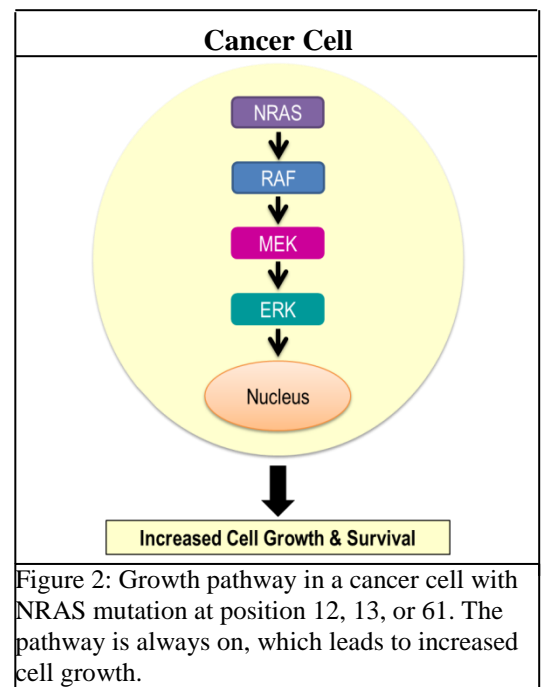 Cancer Cell
NRAS
RAF
MEK
ERK
Nucleus
Increased Cell Growth & Survival
Figure 2: Growth pathway in a cancer cell with
NRAS mutation at position 12, 13, or 61. The
pathway is always on, which leads to increased
cell growth.